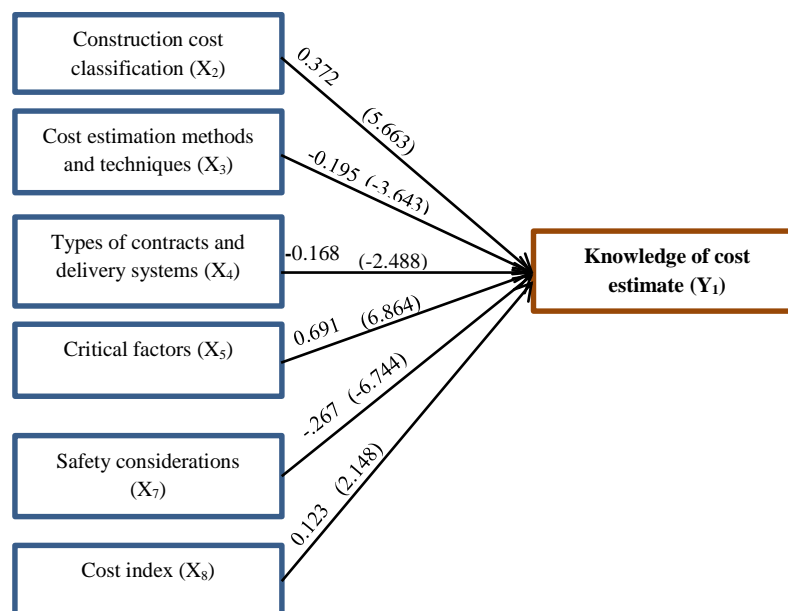 Construction cost
classification (X₂)
0.372
(5.663)
Cost estimation methods
and techniques (X₃)
-0.195 (-3.643)
Types of contracts and
delivery systems (X₄)
-0.168 (-2.488)
Knowledge of cost
estimate (Y₁)
Critical factors (X₅)
0.691 (6.864)
Safety considerations
(X₇)
-.267 (-6.744)
Cost index (X₈)
0.123 (2.148)